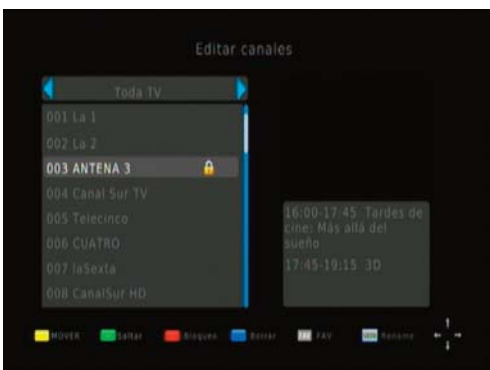 Editar canales
Toda TV
001 La 1
002 La 2
003 ANTENA 3
004 Canal Sur TV
005 Telecinco
006 CUATRO
007 laSexta
008 CanalSur HD
16:00-17:45 Tardes de
cine: Más allá del
sueño
17:45-19:15 3D
MOVER Saltar Bloqueo Borrar FAV FAV Rename